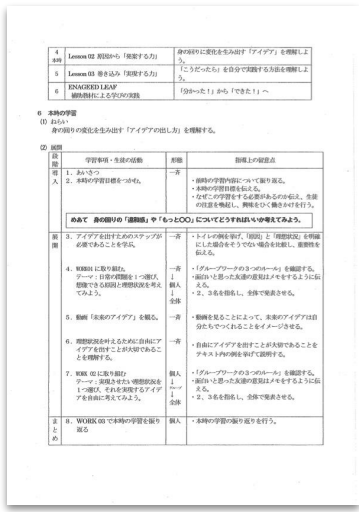 4 本時 Lesson 02 原因から「発案する力」 身の回りに変化を生み出す「アイデア」を理解しよう。
5 Lesson 03 巻き込み「実現する力」 「こうだったら」を自分で実践する方法を理解しよう。
6 ENAGEED LEAF 補助教材による学びの実践 「分かった！」から「できた！」へ
6 本時の学習
(1) ねらい
身の回りの変化を生み出す「アイデアの出し方」を理解する。
(2) 展開
段階 学習事項・生徒の活動 形態 指導上の留意点
導入 1．あいさつ 一斉
2．本時の学習目標をつかむ。
・前時の学習内容について振り返る。
・本時の学習目標を伝える。
・なぜこの学習をする必要があるのか伝え、生徒
の注意を喚起し、興味をひく働きかけを行う。
めあて 身の回りの「違和感」や「もっと○○」についてどうすればいいか考えてみよう。
展開 3．アイデアを出すためのステップが
必要であることを学ぶ。
一斉
・トイレの例を挙げ、「原因」と「理想状況」を明確
にした場合をそうでない場合を比較し、重要性を
伝える。
4．WORK01 に取り組む。
テーマ：日常の課題を1つ選び、
想像できる原因と理想状況を考え
てみよう。
一斉
↓
個人
↓
全体
・「グループワークの3つのルール」を確認する。
・面白いと思った友達の意見はメモをするように伝
える。
・2、3名を指名し、全体で発表させる。
5．動画「未来のアイデア」を観る。 一斉
・動画を見ることによって、未来のアイデアは自
分たちでつくれることをイメージさせる。
6．理想状況を叶えるために自由にア
イデアを出すことが大切であるこ
とを理解する。
一斉
・自由にアイデアを出すことが大切であることを
テキスト内の例を挙げて説明する。
7．WORK 02 に取り組む
テーマ：実現させたい理想状況を
1つ選び、それを実現するアイデ
アを自由に考えてみよう。
個人
↓
グループ
↓
全体
・「グループワークの3つのルール」を確認する。
・面白いと思った友達の意見はメモするように伝
える。
・2、3名を指名し、全体で発表させる。
まとめ 8．WORK 03 で本時の学習を振り
返る
個人 ・本時の学習の振り返りを行う。